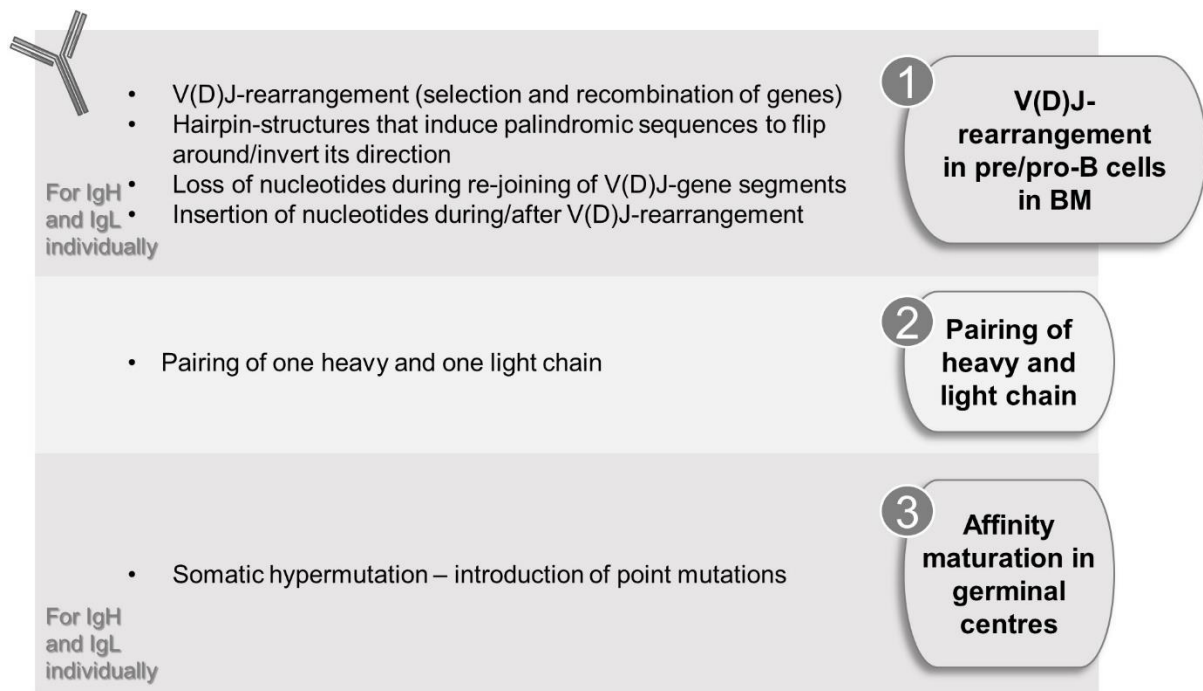 • V(D)J-rearrangement (selection and recombination of genes)
• Hairpin-structures that induce palindromic sequences to flip
around/invert its direction
• Loss of nucleotides during re-joining of V(D)J-gene segments
• Insertion of nucleotides during/after V(D)J-rearrangement
For IgH
and IgL
individually
1
V(D)J-
rearrangement
in pre/pro-B cells
in BM
• Pairing of one heavy and one light chain
2
Pairing of
heavy and
light chain
• Somatic hypermutation – introduction of point mutations
For IgH
and IgL
individually
3
Affinity
maturation in
germinal
centres